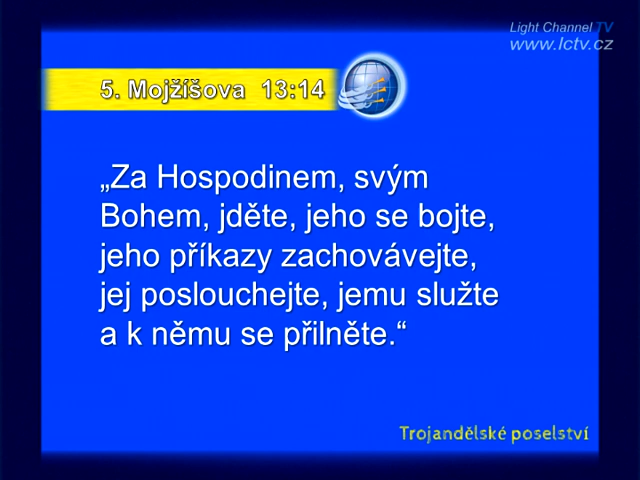 Light Channel TV
www.lctv.cz
5. Mojžíšova 13:14
„Za Hospodinem, svým
Bohem, jděte, jeho se bojte,
jeho příkazy zachovávejte,
jej poslouchejte, jemu služte
a k němu se přilněte.“
Trojandělské poselství